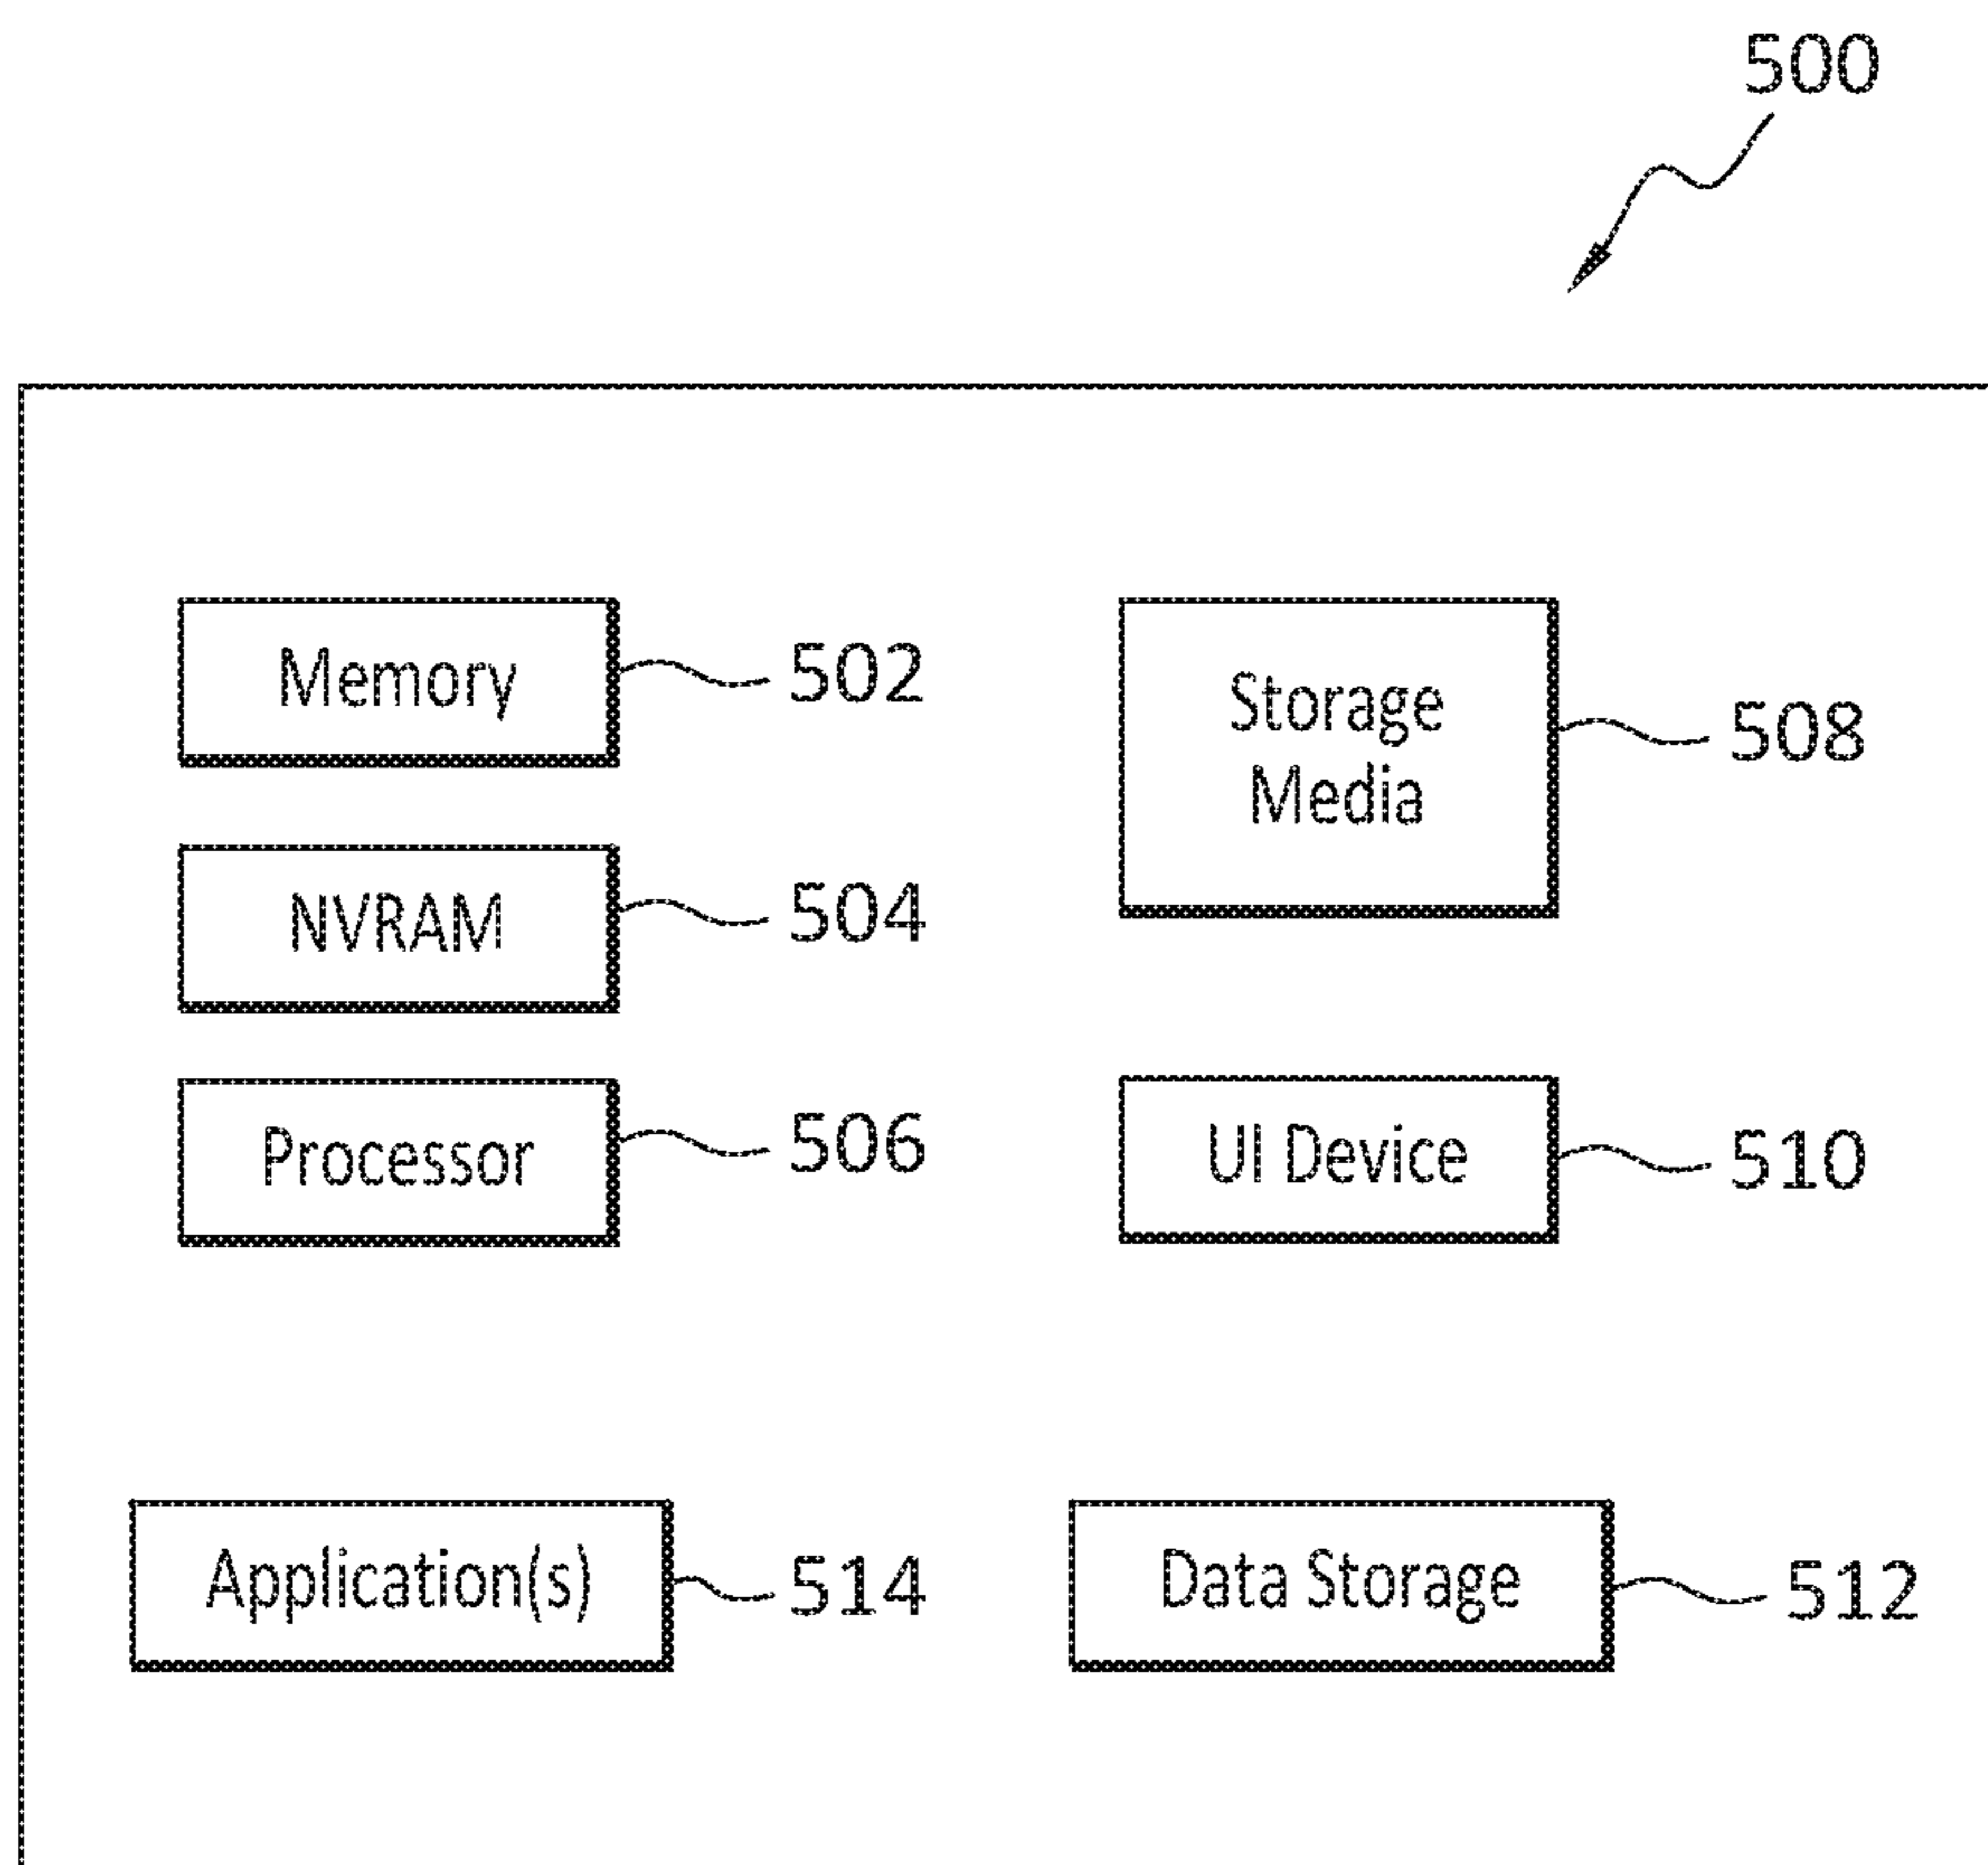 500
Memory
502
NVRAM
504
Processor
506
Storage
Media
508
UI Device
510
Application(s)
514
Data Storage
512